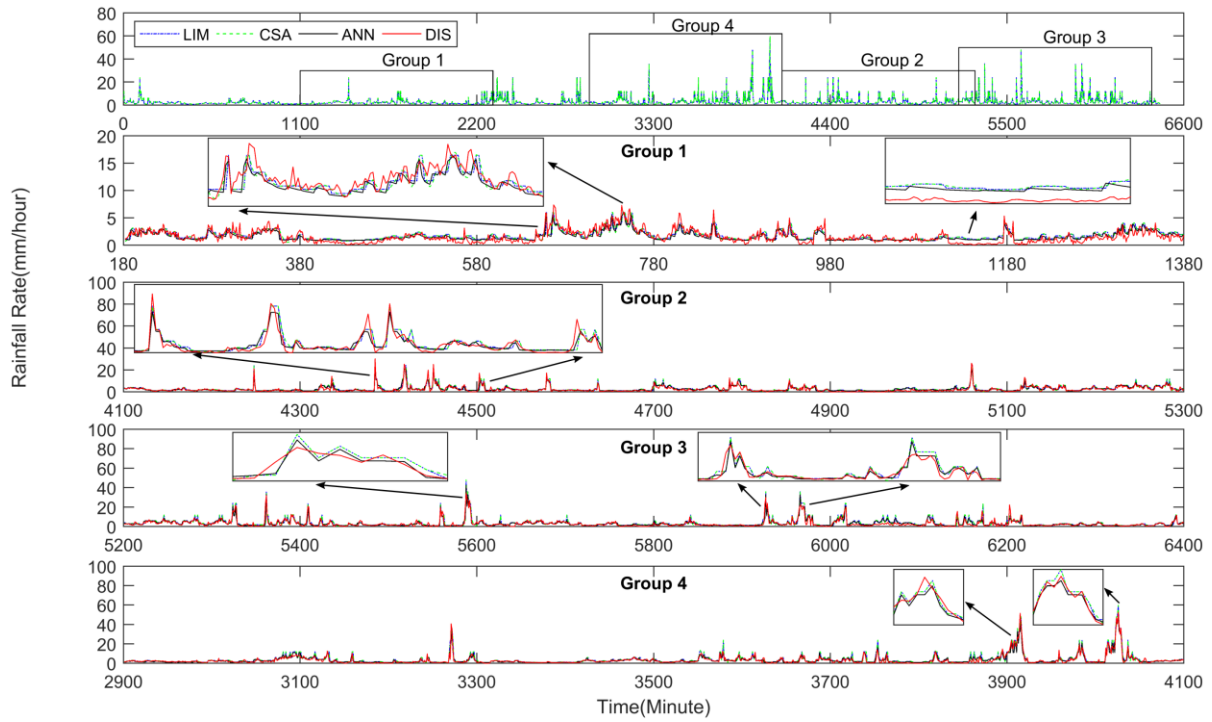 80
60
40
20
0
LIM CSA ANN DIS
Group 1
Group 4
Group 2
Group 3
0 1100 2200 3300 4400 5500 6600
20
15
10
5
0
Group 1
180 380 580 780 980 1180 1380
100
80
60
40
20
0
Group 2
4100 4300 4500 4700 4900 5100 5300
100
80
60
40
20
0
Group 3
5200 5400 5600 5800 6000 6200 6400
100
80
60
40
20
0
Group 4
2900 3100 3300 3500 3700 3900 4100
Rainfall Rate(mm/hour)
Time(Minute)